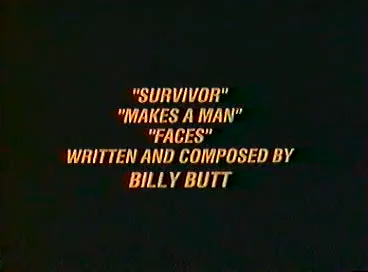 "SURVIVOR"
"MAKES A MAN"
"FACES"
WRITTEN AND COMPOSED BY
BILLY BUTT